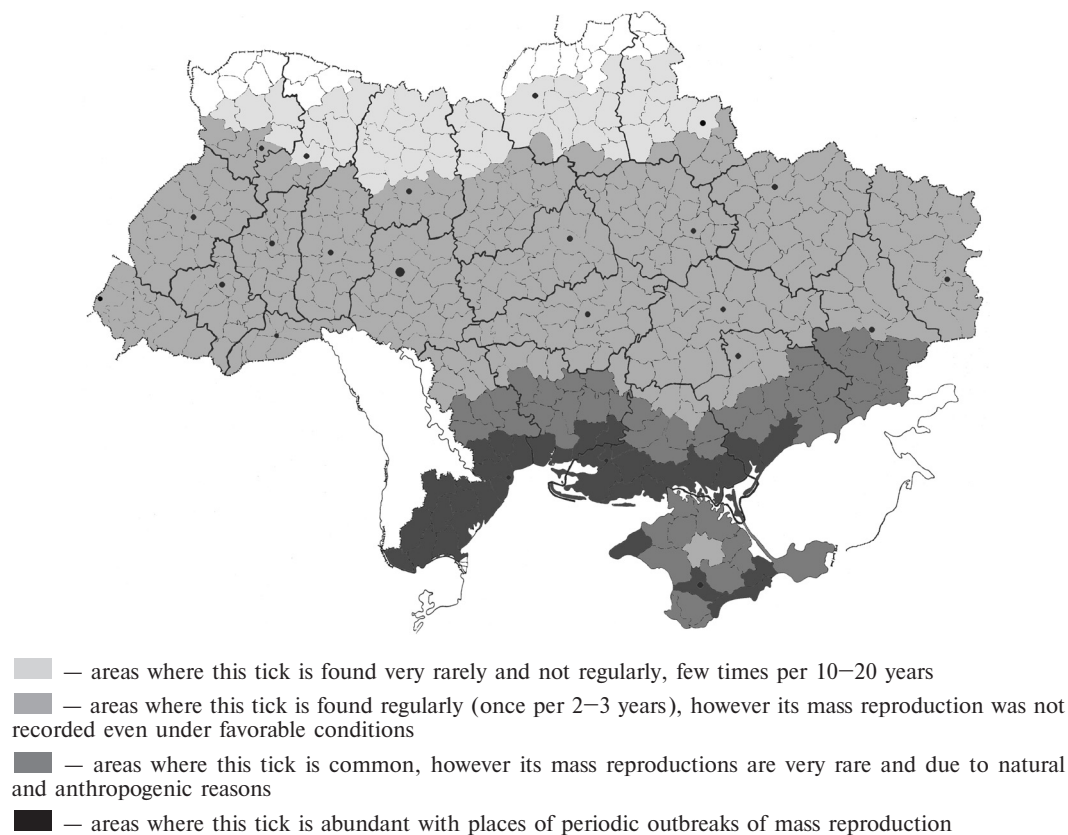 — areas where this tick is found very rarely and not regularly, few times per 10–20 years
— areas where this tick is found regularly (once per 2–3 years), however its mass reproduction was not
recorded even under favorable conditions
— areas where this tick is common, however its mass reproductions are very rare and due to natural
and anthropogenic reasons
— areas where this tick is abundant with places of periodic outbreaks of mass reproduction